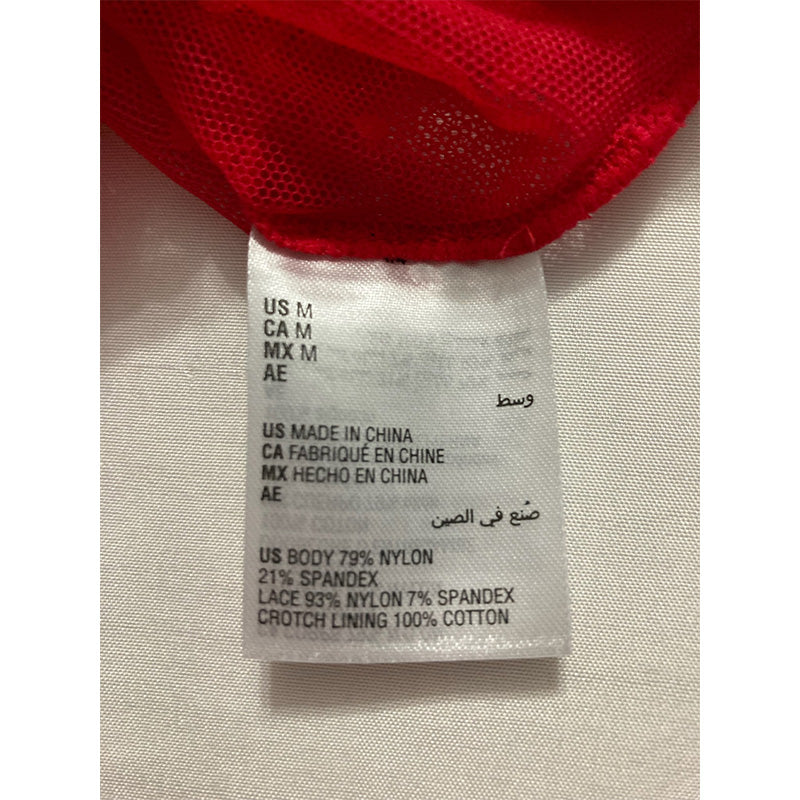 US M
CA M
MX M
AE
وسط
US MADE IN CHINA
CA FABRIQUÉ EN CHINE
MX HECHO EN CHINA
AE
صُنع في الصين
US BODY 79% NYLON
21% SPANDEX
LACE 93% NYLON 7% SPANDEX
CROTCH LINING 100% COTTON